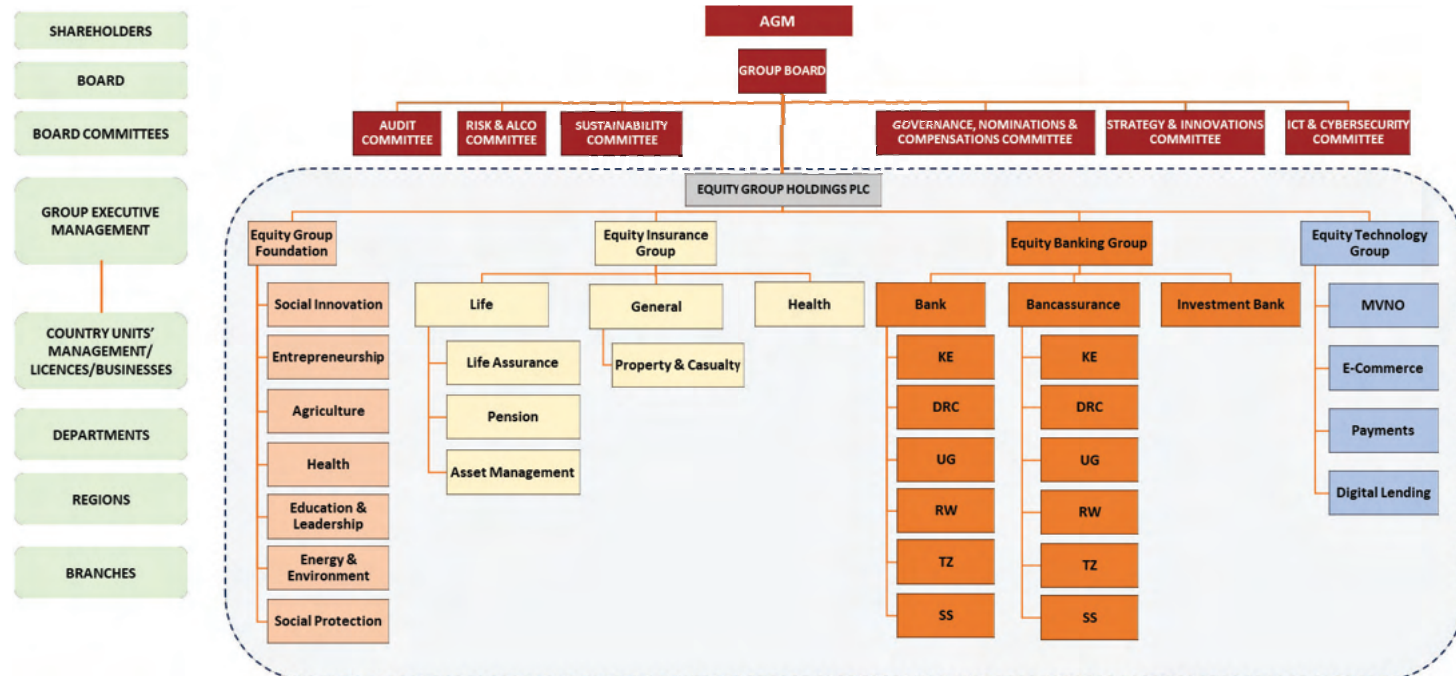 SHAREHOLDERS
BOARD
BOARD COMMITTEES
GROUP EXECUTIVE
MANAGEMENT
COUNTRY UNITS’
MANAGEMENT/
LICENCES/BUSINESSES
DEPARTMENTS
REGIONS
BRANCHES
AGM
GROUP BOARD
AUDIT
COMMITTEE
RISK & ALCO
COMMITTEE
SUSTAINABILITY
COMMITTEE
GOVERNANCE, NOMINATIONS &
COMPENSATIONS COMMITTEE
STRATEGY & INNOVATIONS
COMMITTEE
ICT & CYBERSECURITY
COMMITTEE
EQUITY GROUP HOLDINGS PLC
Equity Group
Foundation
Social Innovation
Entrepreneurship
Agriculture
Health
Education &
Leadership
Energy &
Environment
Social Protection
Equity Insurance
Group
Life
Life Assurance
Pension
Asset Management
General
Property & Casualty
Health
Equity Banking Group
Bank
KE
DRC
UG
RW
TZ
SS
Bancassurance
KE
DRC
UG
RW
TZ
SS
Investment Bank
Equity Technology
Group
MVNO
E-Commerce
Payments
Digital Lending